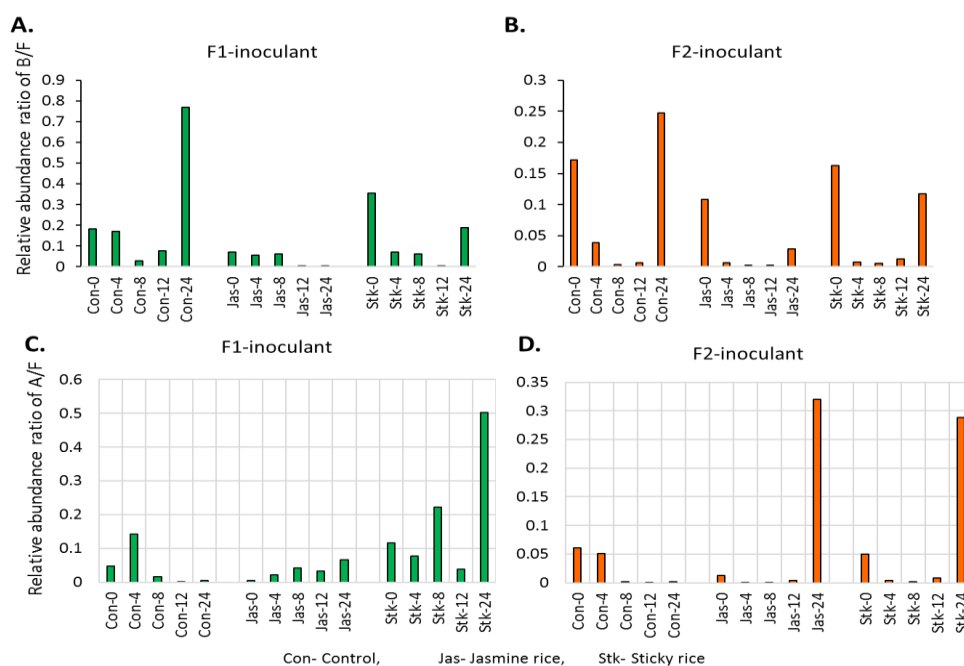 A.
F1-inoculant
Relative abundance ratio of B/F
0.9
0.8
0.7
0.6
0.5
0.4
0.3
0.2
0.1
0
Con-0
Con-4
Con-8
Con-12
Con-24
Jas-0
Jas-4
Jas-8
Jas-12
Jas-24
Stk-0
Stk-4
Stk-8
Stk-12
Stk-24
B.
F2-inoculant
0.3
0.25
0.2
0.15
0.1
0.05
0
Con-0
Con-4
Con-8
Con-12
Con-24
Jas-0
Jas-4
Jas-8
Jas-12
Jas-24
Stk-0
Stk-4
Stk-8
Stk-12
Stk-24
C.
F1-inoculant
Relative abundance ratio of A/F
0.6
0.5
0.4
0.3
0.2
0.1
0
Con-0
Con-4
Con-8
Con-12
Con-24
Jas-0
Jas-4
Jas-8
Jas-12
Jas-24
Stk-0
Stk-4
Stk-8
Stk-12
Stk-24
D.
F2-inoculant
0.35
0.3
0.25
0.2
0.15
0.1
0.05
0
Con-0
Con-4
Con-8
Con-12
Con-24
Jas-0
Jas-4
Jas-8
Jas-12
Jas-24
Stk-0
Stk-4
Stk-8
Stk-12
Stk-24
Con- Control, Jas- Jasmine rice, Stk- Sticky rice